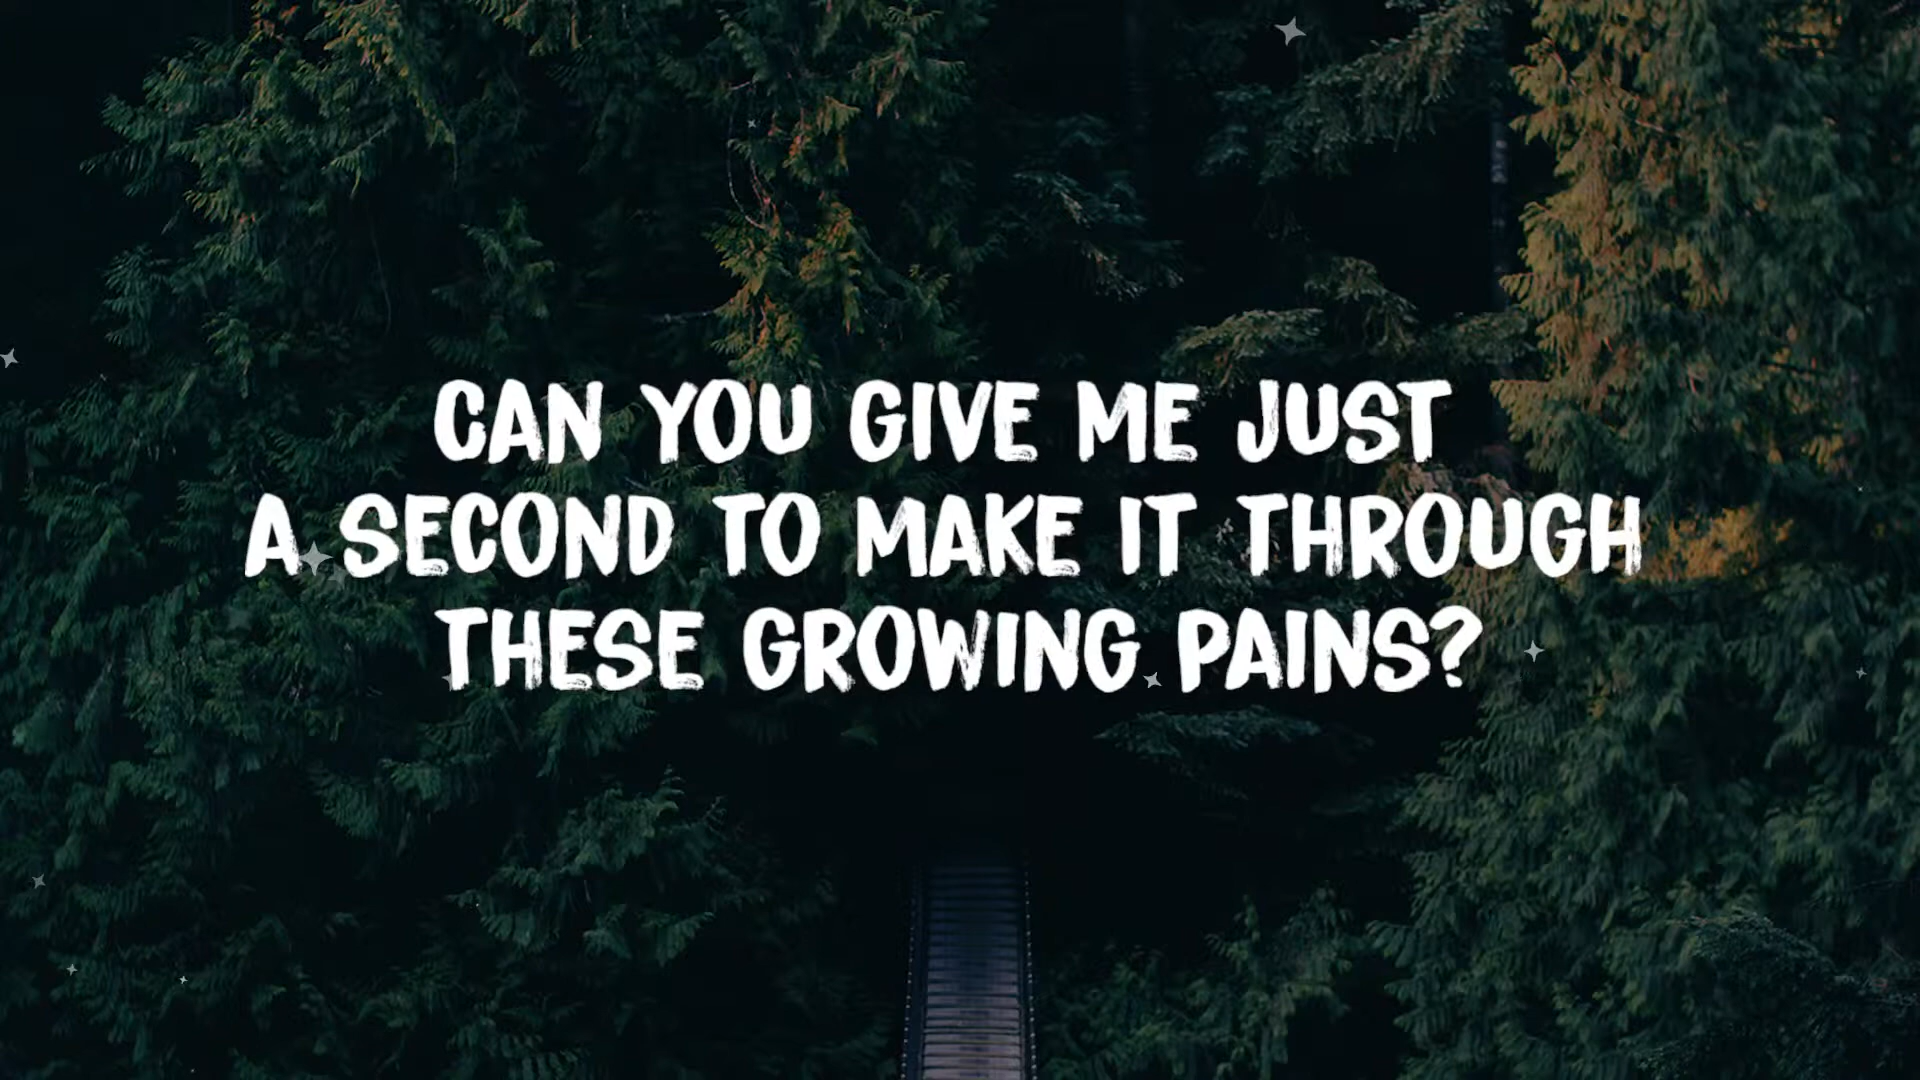 CAN YOU GIVE ME JUST
A SECOND TO MAKE IT THROUGH
THESE GROWING PAINS?